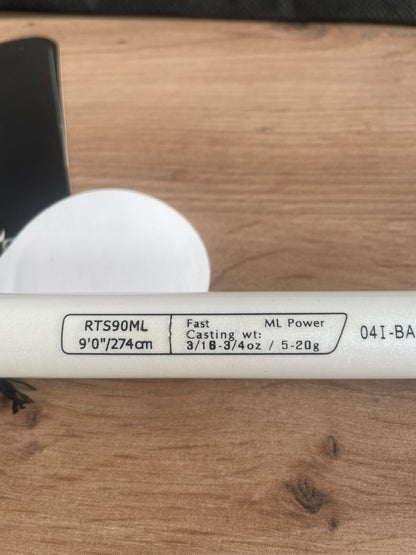 RTS90ML
9'0"/274cm
Fast ML Power
Casting wt:
3/16-3/4oz / 5-20g
04I-BA